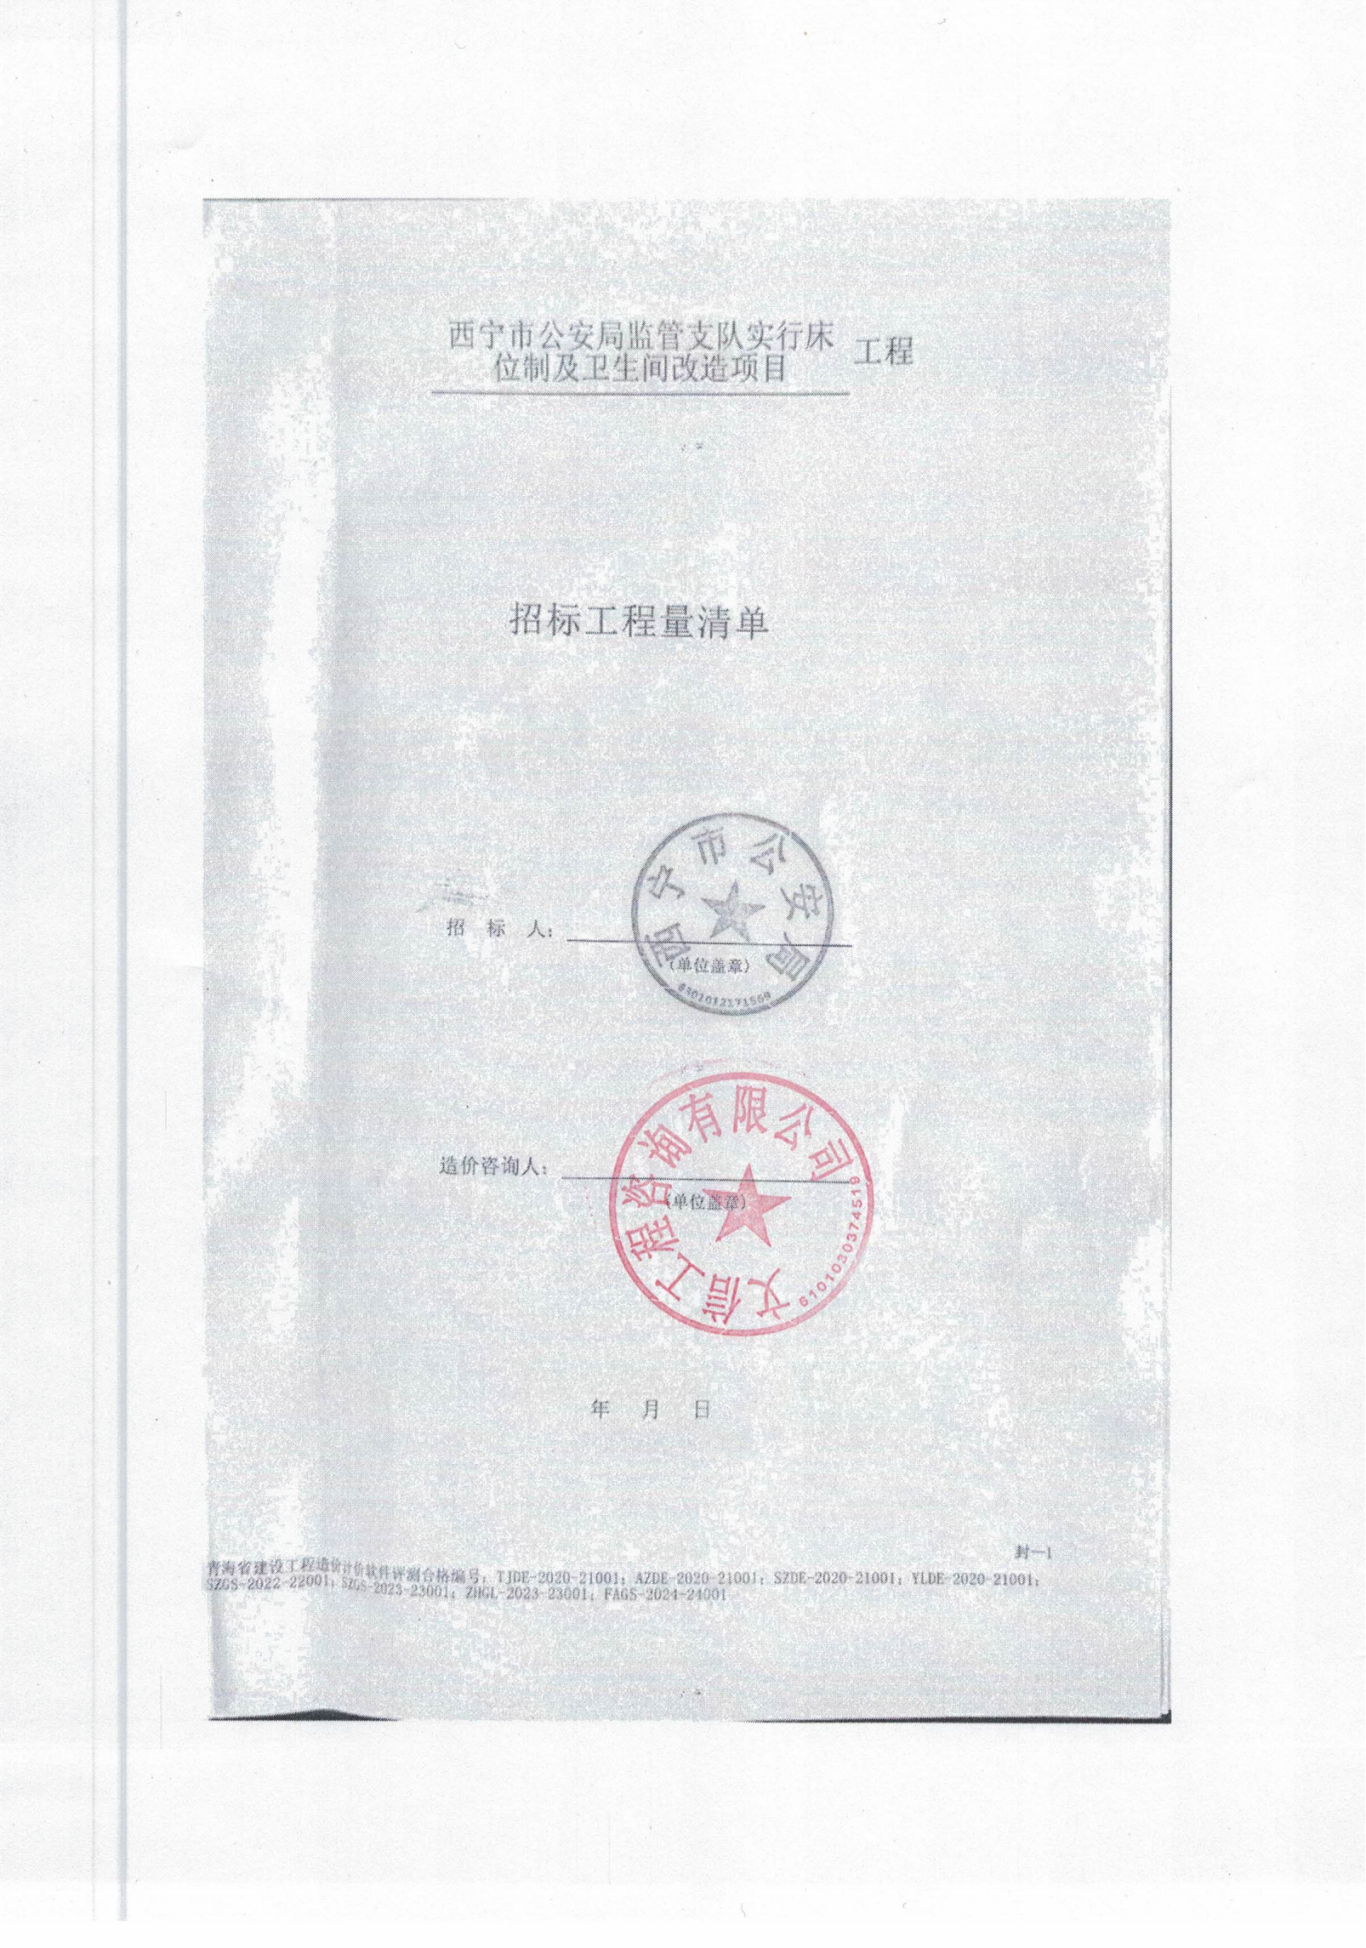 西宁市公安局监管支队实行床
位制及卫生间改造项目
工程
招标工程量清单
西宁市公安局
招 标 人:
(单位盖章)
文信工程咨询有限公司
造价咨询人:
(单位盖章)
6101030374519
年 月 日
封—1
青海省建设工程造价计价软件评测合格编号: TJDE-2020-21001; AZDE-2020-21001; SZDE-2020-21001; YLDE-2020-21001;
SZGS-2022-22001; SZGS-2023-23001; ZHGL-2023-23001; FAGS-2024-24001